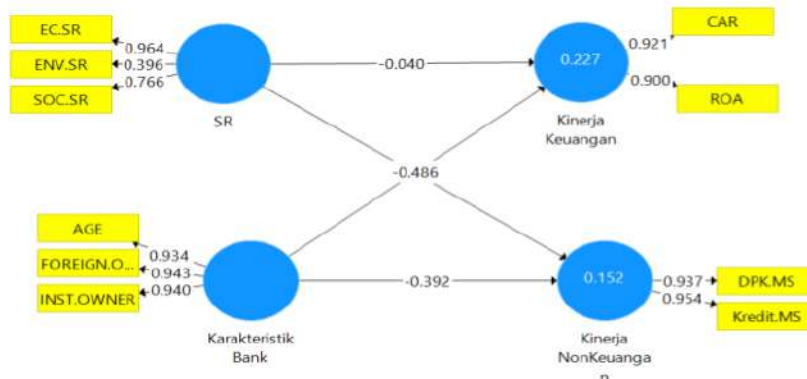 EC.SR
ENV.SR
SOC.SR
0.964
0.396
0.766
SR
-0.040
0.227
Kinerja
Keuangan
0.921
0.900
CAR
ROA
-0.486
AGE
FOREIGN.O...
INST.OWNER
0.934
0.943
0.940
Karakteristik
Bank
-0.392
0.152
Kinerja
NonKeuanga
n
0.937
0.954
DPK.MS
Kredit.MS